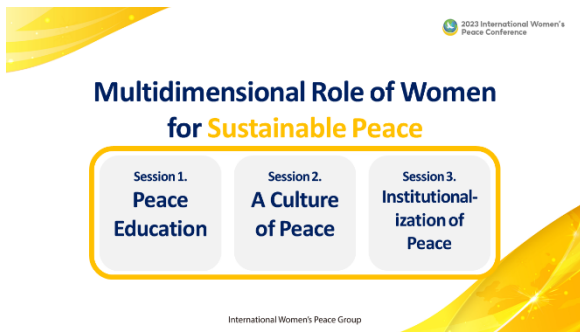 2023 International Women's
Peace Conference
Multidimensional Role of Women
for Sustainable Peace
Session 1.
Peace
Education
Session 2.
A Culture
of Peace
Session 3.
Institutional-
ization of
Peace
International Women's Peace Group